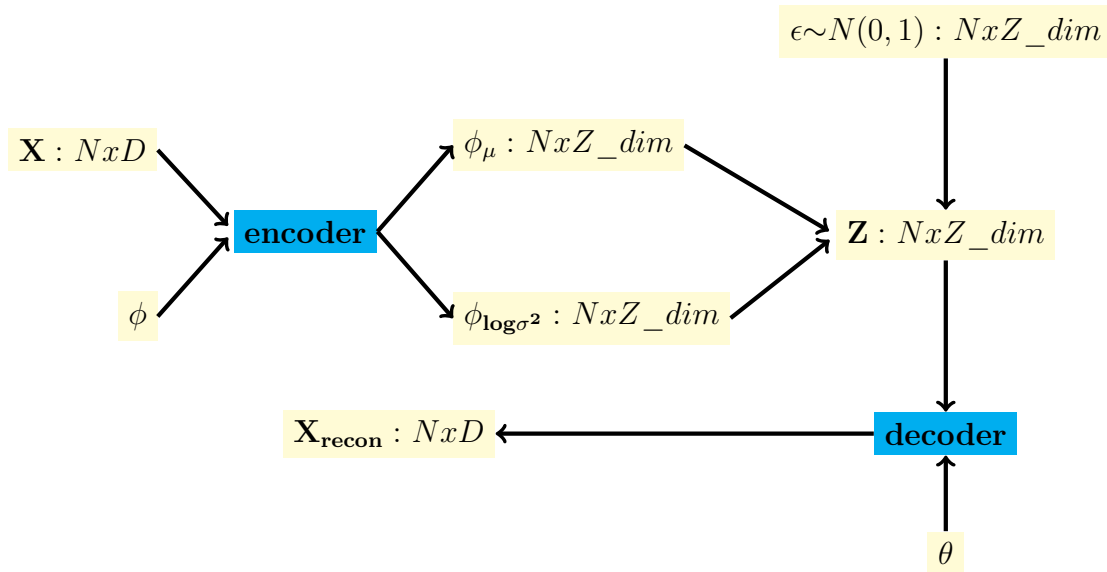 ϵ∼N(0, 1) : NxZ_dim
X : NxD
ϕ_μ : NxZ_dim
encoder
Z : NxZ_dim
ϕ
ϕ_logσ² : NxZ_dim
X_recon : NxD
decoder
θ